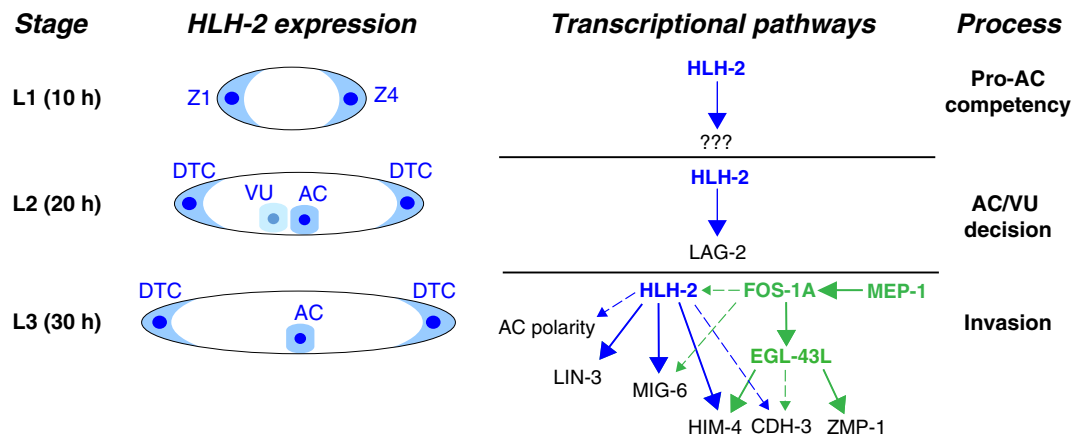 Stage HLH-2 expression Transcriptional pathways Process
L1 (10 h)
Z1
Z4
HLH-2
???
Pro-AC
competency
L2 (20 h)
DTC
DTC
VU
AC
HLH-2
LAG-2
AC/VU
decision
L3 (30 h)
DTC
DTC
AC
HLH-2 FOS-1A MEP-1
AC polarity
EGL-43L
LIN-3
MIG-6
HIM-4 CDH-3 ZMP-1
Invasion